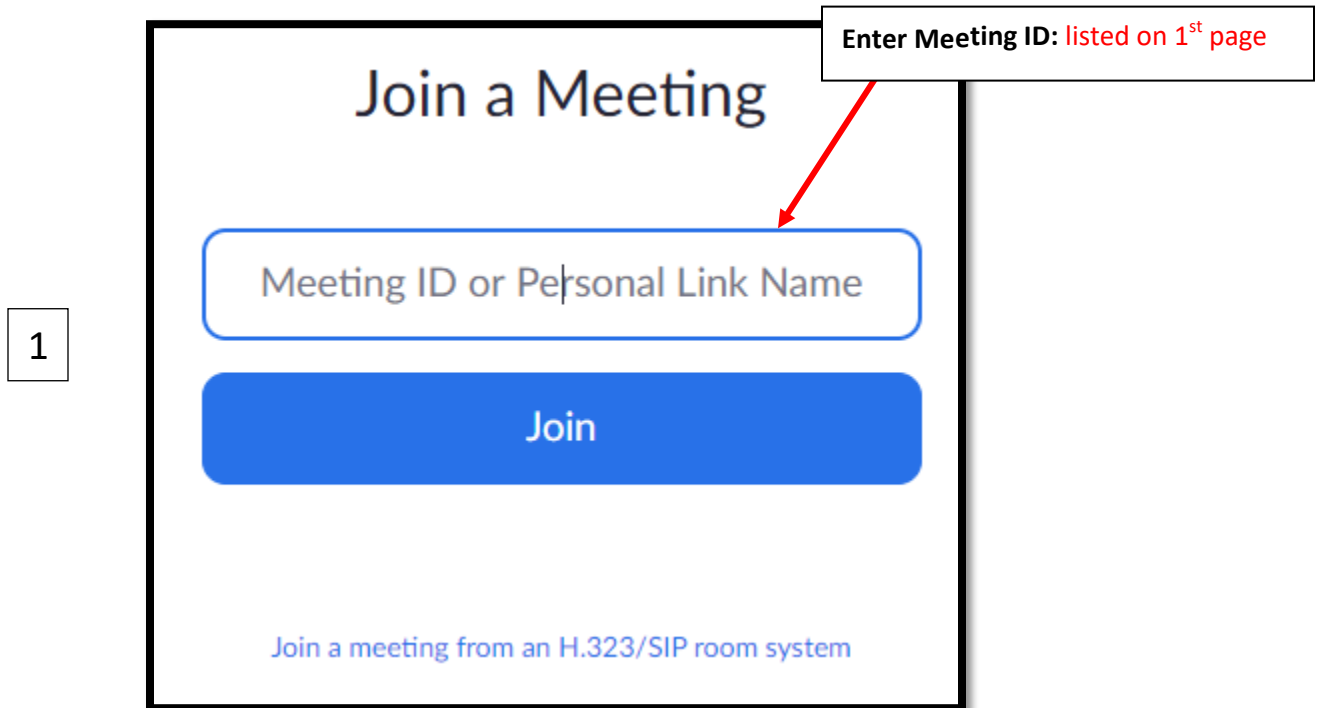 Enter Meeting ID: listed on 1st page
Join a Meeting
Meeting ID or Personal Link Name
1
Join
Join a meeting from an H.323/SIP room system